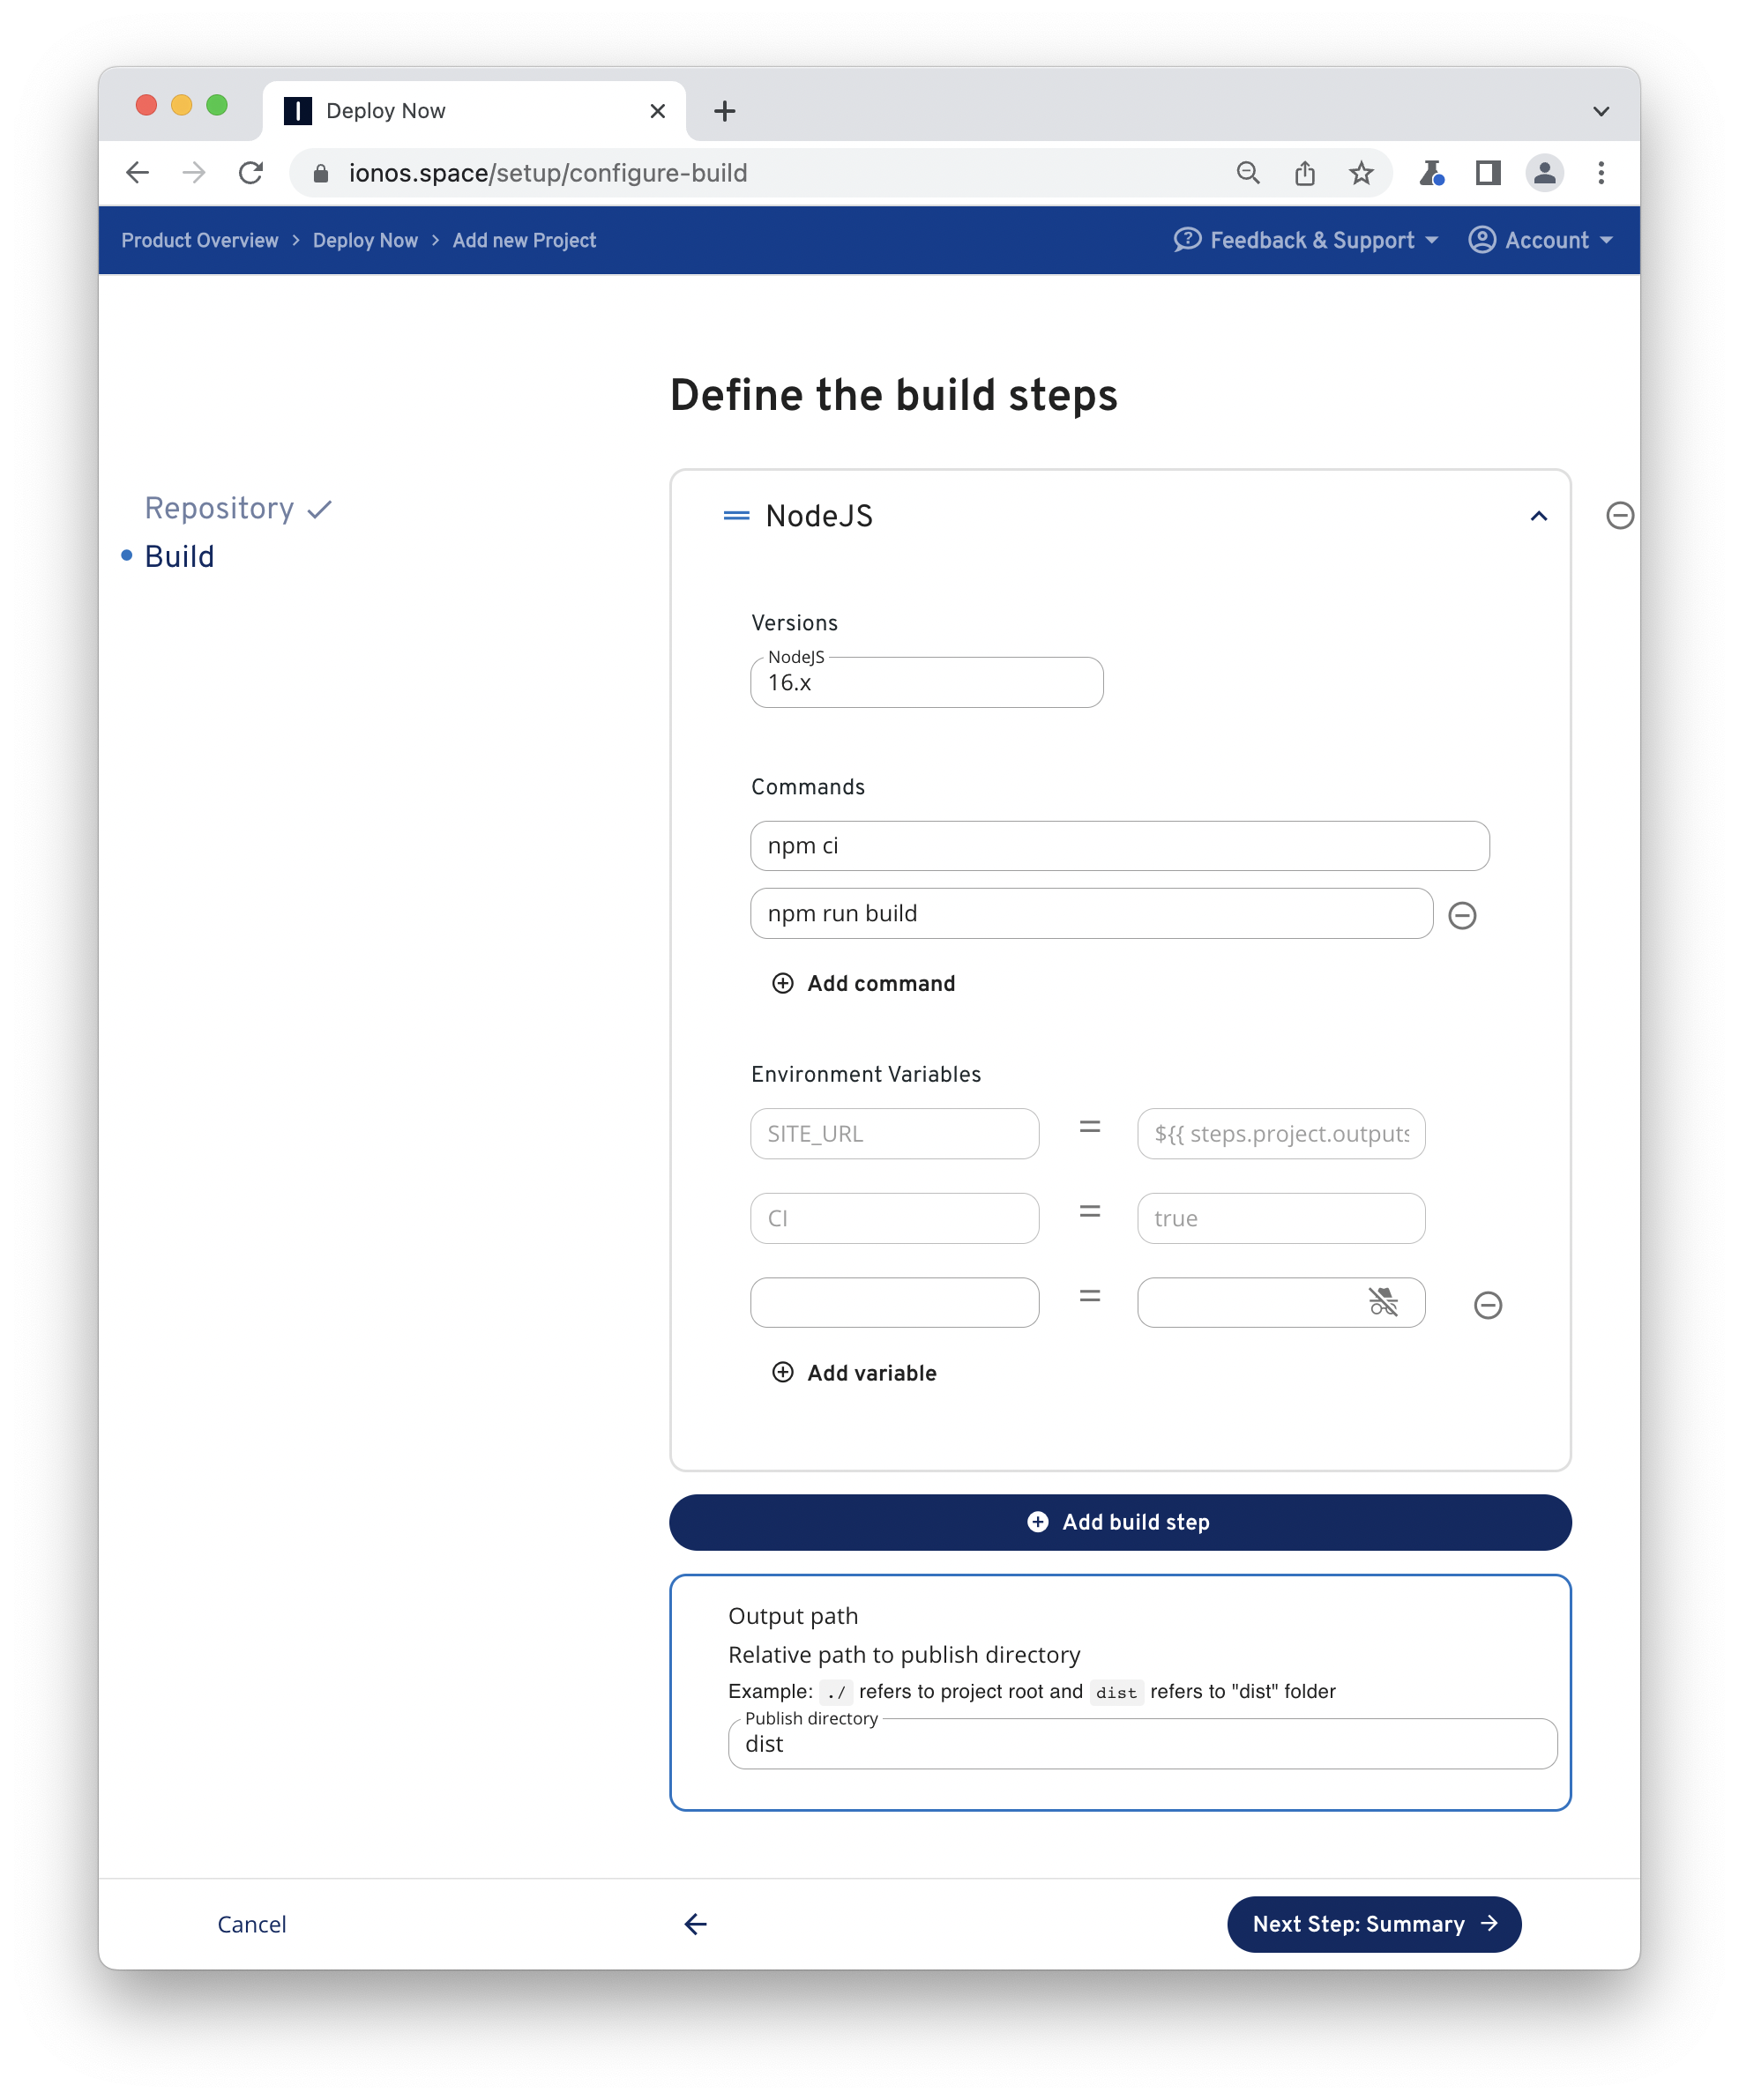 Deploy Now
ionos.space/setup/configure-build
Product Overview > Deploy Now > Add new Project
Feedback & Support
Account
Define the build steps
Repository
Build
NodeJS
Versions
NodeJS
16.x
Commands
npm ci
npm run build
Add command
Environment Variables
SITE_URL = ${{ steps.project.outputs
CI = true
=
Add variable
Add build step
Output path
Relative path to publish directory
Example: ./ refers to project root and dist refers to "dist" folder
Publish directory
dist
Cancel
Next Step: Summary